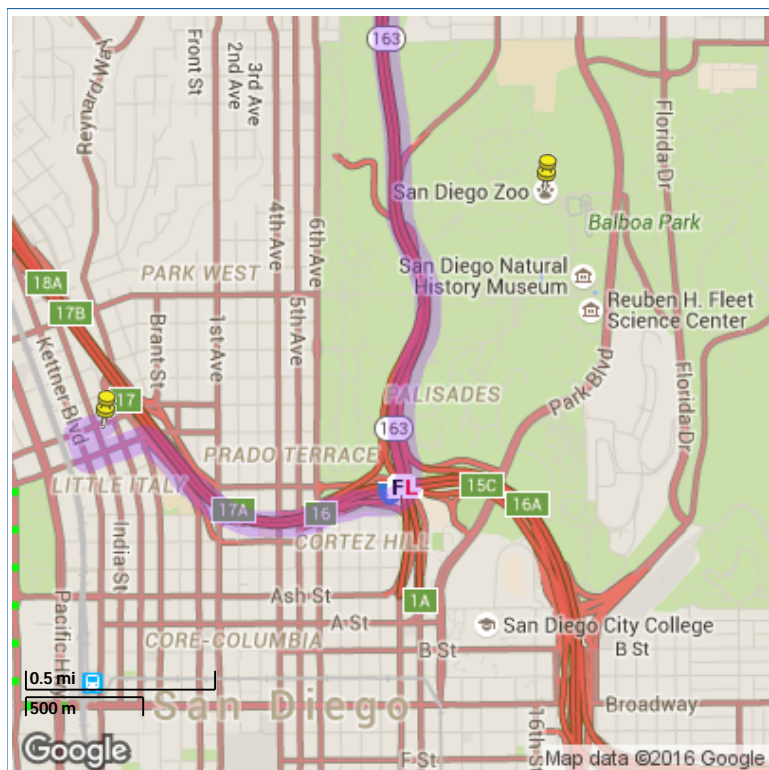 163
Reynard Way
Front St
2nd Ave
3rd Ave
4th Ave
6th Ave
Florida Dr
San Diego Zoo
Balboa Park
PARK WEST
San Diego Natural
History Museum
Reuben H. Fleet
Science Center
18A
17B
Kettner Blvd
Brant St
1st Ave
5th Ave
17
PALISADES
Park Blvd
Florida Dr
163
PRADO TERRACE
LITTLE ITALY
17A
16
FL
15C
16A
CORTEZ HILL
India St
Ash St
1A
A St
San Diego City College
CORE-COLUMBIA
B St
B St
Pacific Hwy
0.5 mi
500 m
San Diego
16th St
Broadway
F St
Google
Map data ©2016 Google